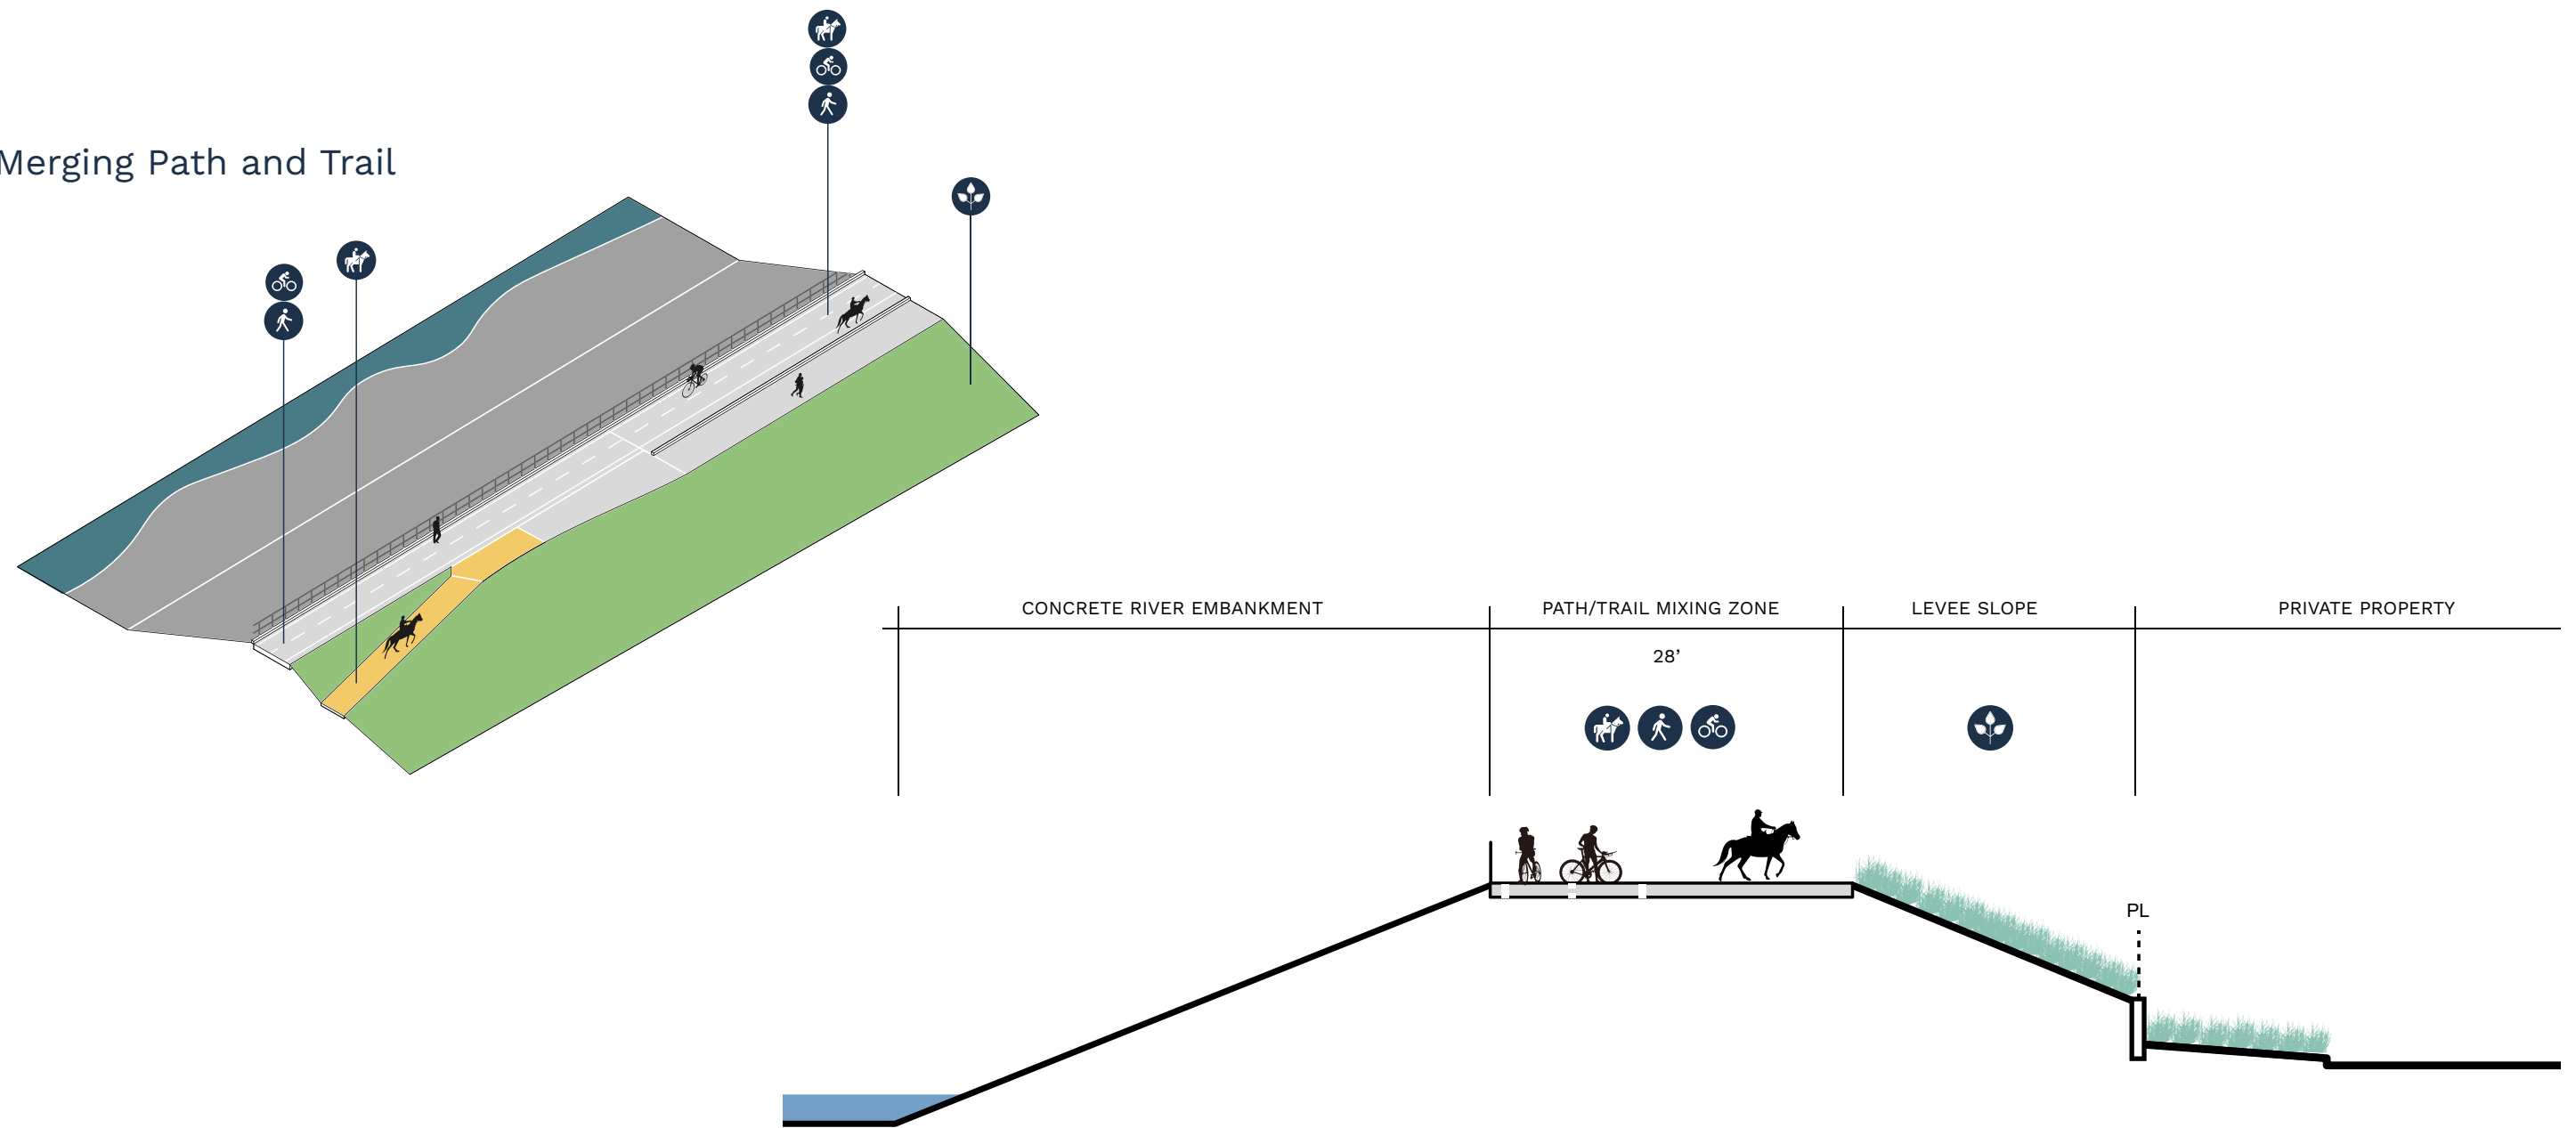 Merging Path and Trail
CONCRETE RIVER EMBANKMENT
PATH/TRAIL MIXING ZONE
LEVEE SLOPE
PRIVATE PROPERTY
28’
PL